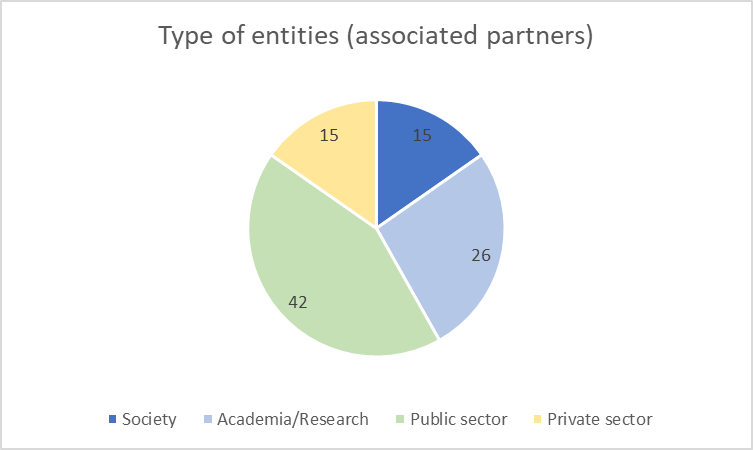 Type of entities (associated partners)
15 15
26
42
Society Academia/Research Public sector Private sector